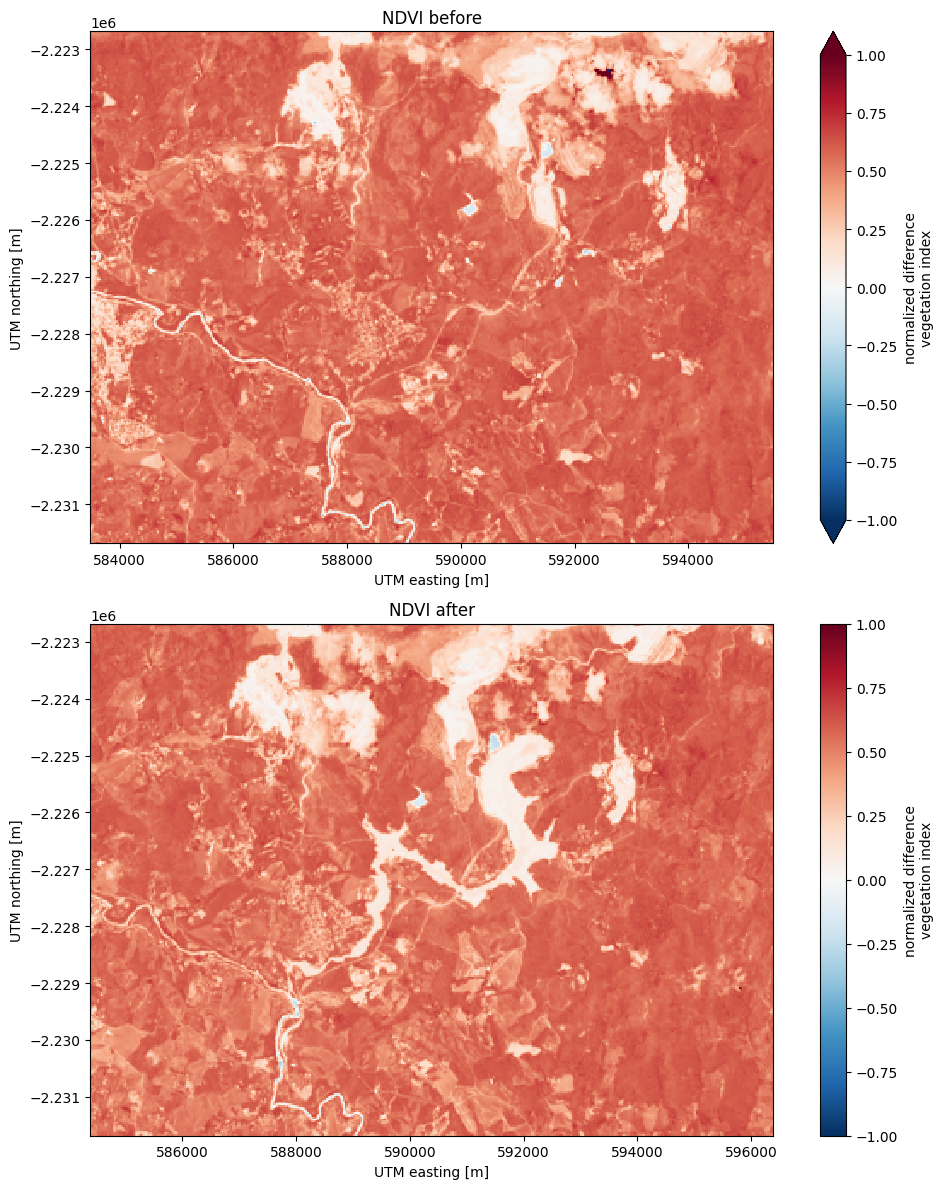 NDVI before
1e6
−2.223
−2.224
−2.225
−2.226
−2.227
−2.228
−2.229
−2.230
−2.231
UTM northing [m]
584000 586000 588000 590000 592000 594000
UTM easting [m]
1.00
0.75
0.50
0.25
0.00
−0.25
−0.50
−0.75
−1.00
normalized difference
vegetation index
NDVI after
1e6
−2.223
−2.224
−2.225
−2.226
−2.227
−2.228
−2.229
−2.230
−2.231
UTM northing [m]
586000 588000 590000 592000 594000 596000
UTM easting [m]
1.00
0.75
0.50
0.25
0.00
−0.25
−0.50
−0.75
−1.00
normalized difference
vegetation index